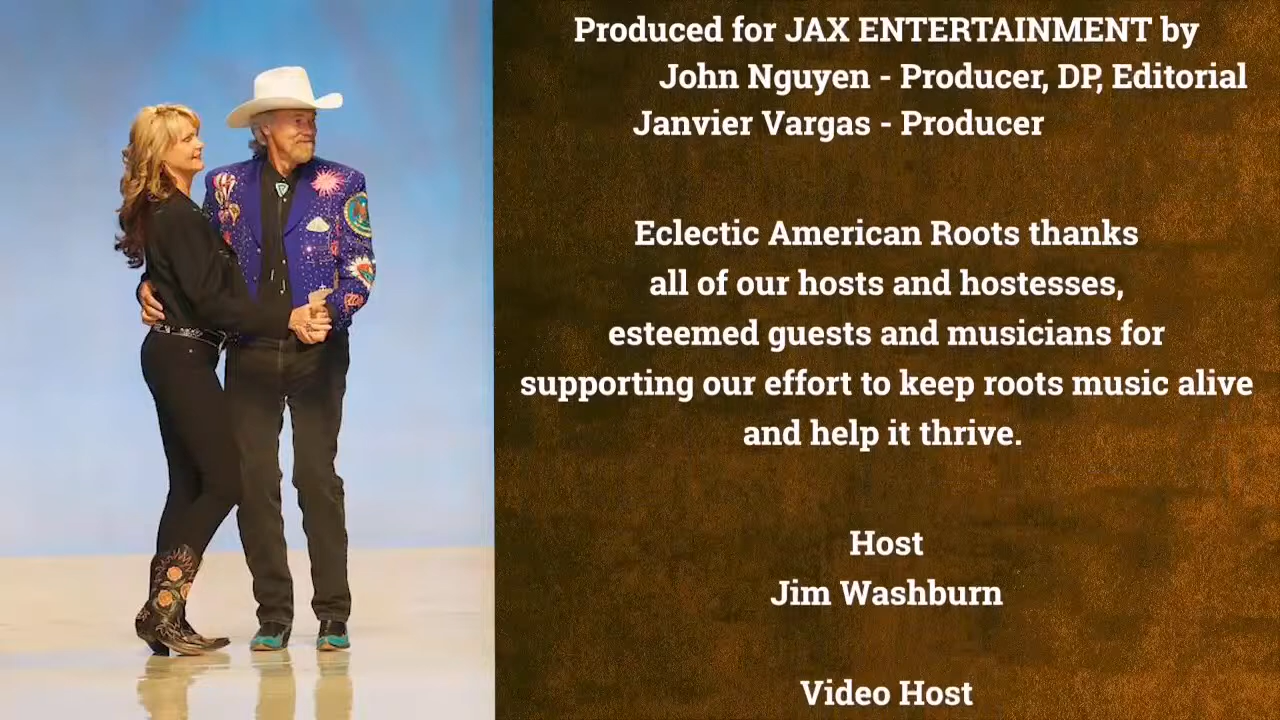 Produced for JAX ENTERTAINMENT by
John Nguyen - Producer, DP, Editorial
Janvier Vargas - Producer
Eclectic American Roots thanks
all of our hosts and hostesses,
esteemed guests and musicians for
supporting our effort to keep roots music alive
and help it thrive.
Host
Jim Washburn
Video Host